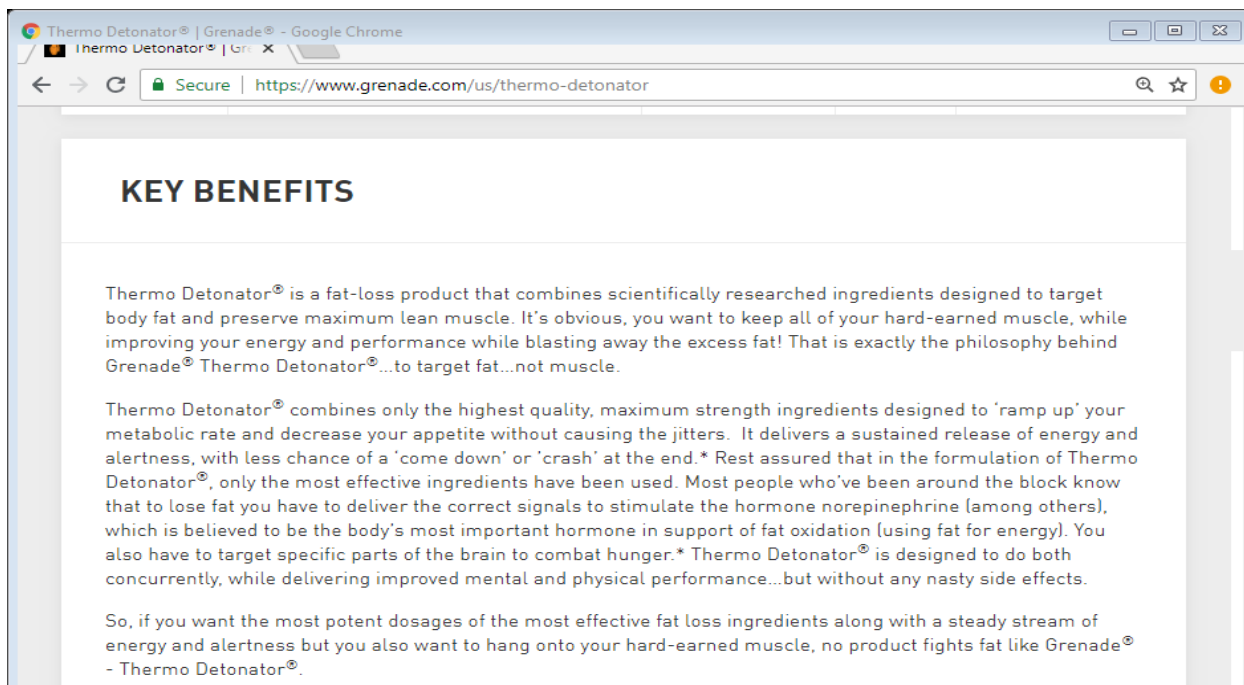 Thermo Detonator® | Grenade® - Google Chrome
Thermo Detonator® | Gr
Secure | https://www.grenade.com/us/thermo-detonator
KEY BENEFITS
Thermo Detonator® is a fat-loss product that combines scientifically researched ingredients designed to target
body fat and preserve maximum lean muscle. It's obvious, you want to keep all of your hard-earned muscle, while
improving your energy and performance while blasting away the excess fat! That is exactly the philosophy behind
Grenade® Thermo Detonator®...to target fat...not muscle.
Thermo Detonator® combines only the highest quality, maximum strength ingredients designed to 'ramp up' your
metabolic rate and decrease your appetite without causing the jitters.  It delivers a sustained release of energy and
alertness, with less chance of a 'come down' or 'crash' at the end.* Rest assured that in the formulation of Thermo
Detonator®, only the most effective ingredients have been used. Most people who've been around the block know
that to lose fat you have to deliver the correct signals to stimulate the hormone norepinephrine (among others),
which is believed to be the body's most important hormone in support of fat oxidation (using fat for energy). You
also have to target specific parts of the brain to combat hunger.* Thermo Detonator® is designed to do both
concurrently, while delivering improved mental and physical performance...but without any nasty side effects.
So, if you want the most potent dosages of the most effective fat loss ingredients along with a steady stream of
energy and alertness but you also want to hang onto your hard-earned muscle, no product fights fat like Grenade®
- Thermo Detonator®.